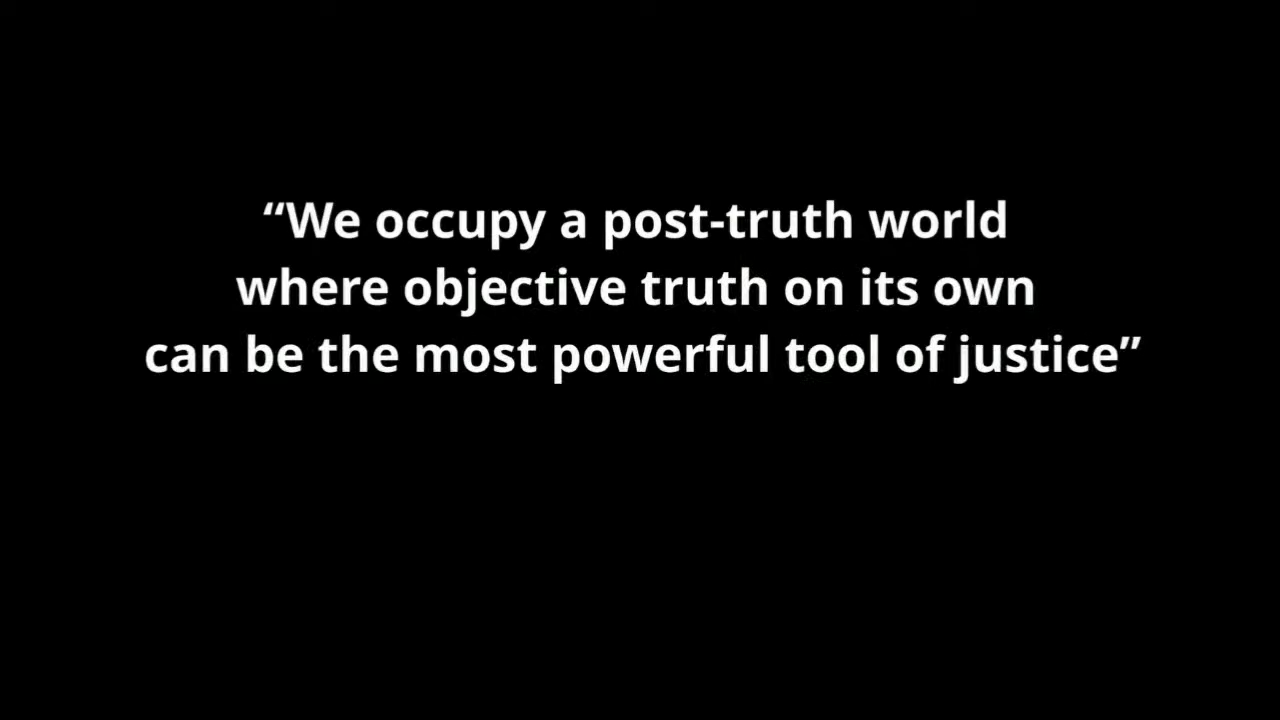 “We occupy a post-truth world
where objective truth on its own
can be the most powerful tool of justice”